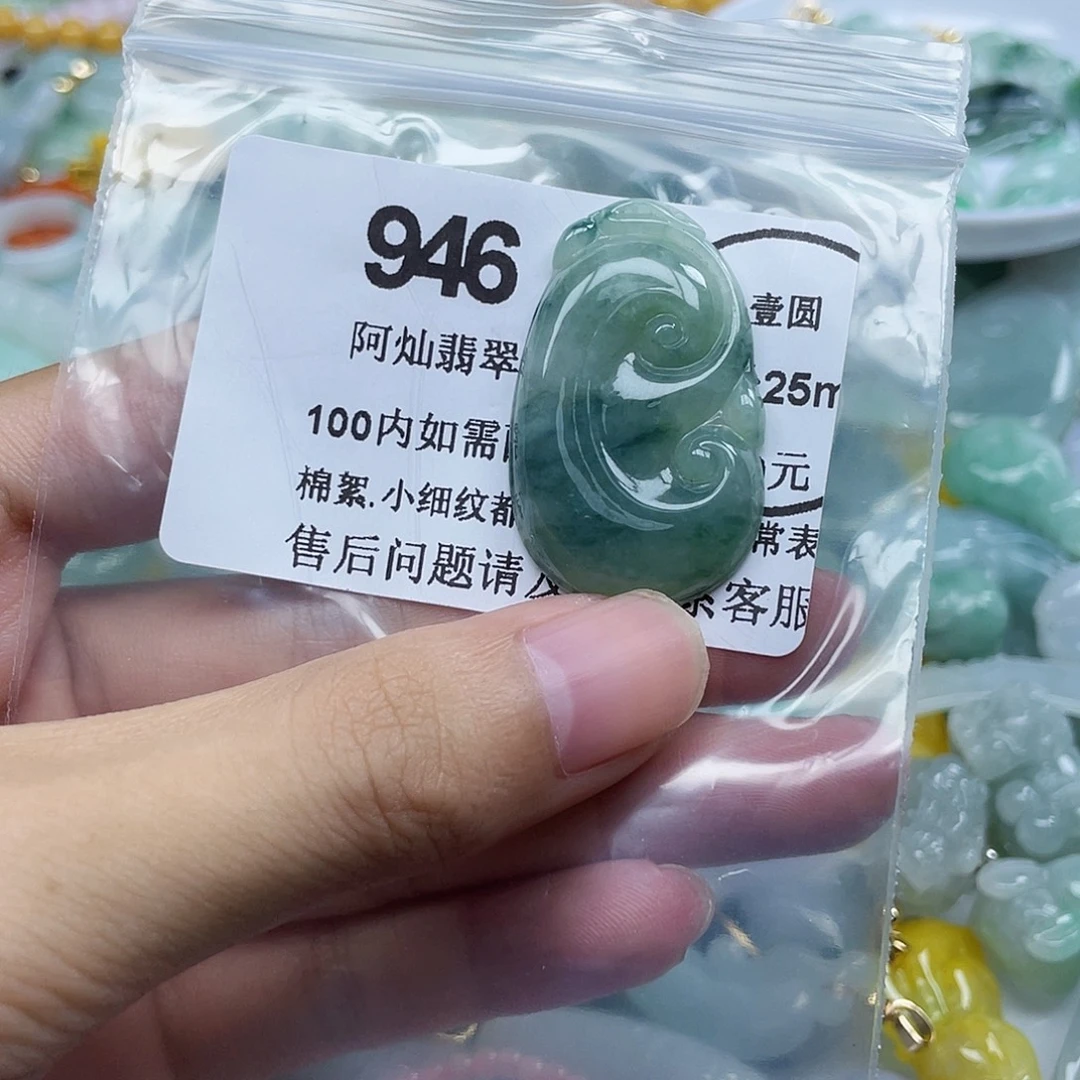 946
壹圆
阿灿翡翠
25m
100内如需
元
棉絮.小细纹都
常表
售后问题请
客服